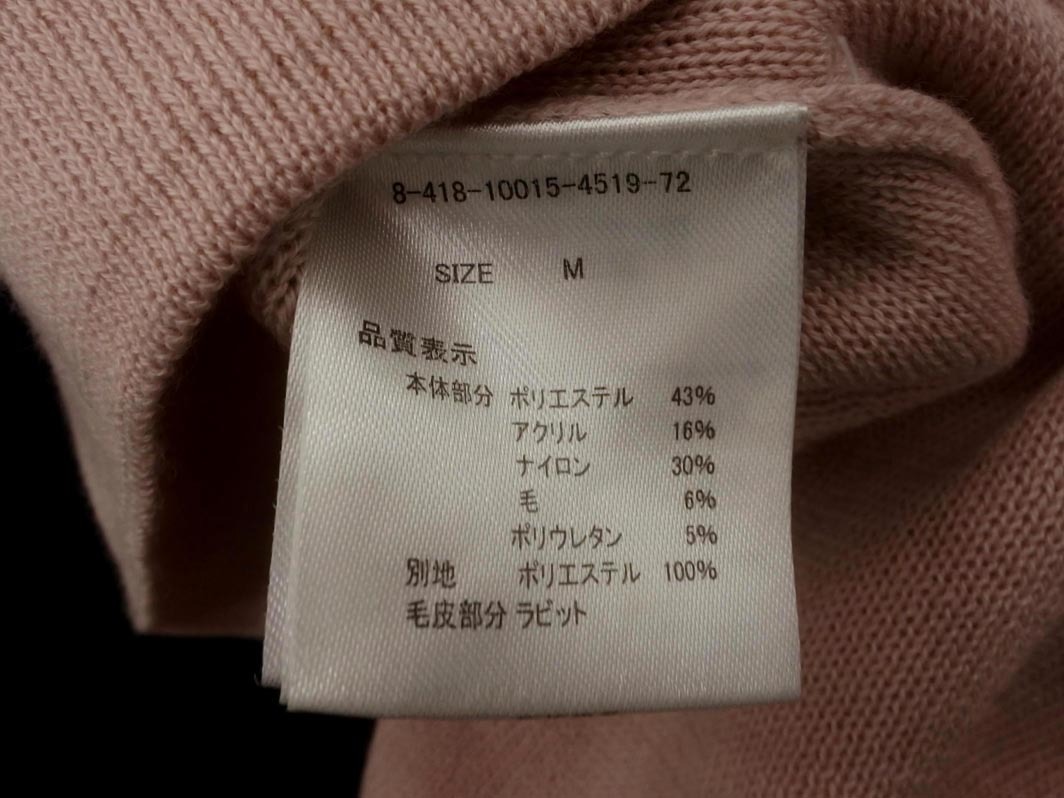 8-418-10015-4519-72
SIZE M
品質表示
本体部分 ポリエステル 43%
アクリル 16%
ナイロン 30%
毛 6%
ポリウレタン 5%
別地 ポリエステル 100%
毛皮部分 ラビット